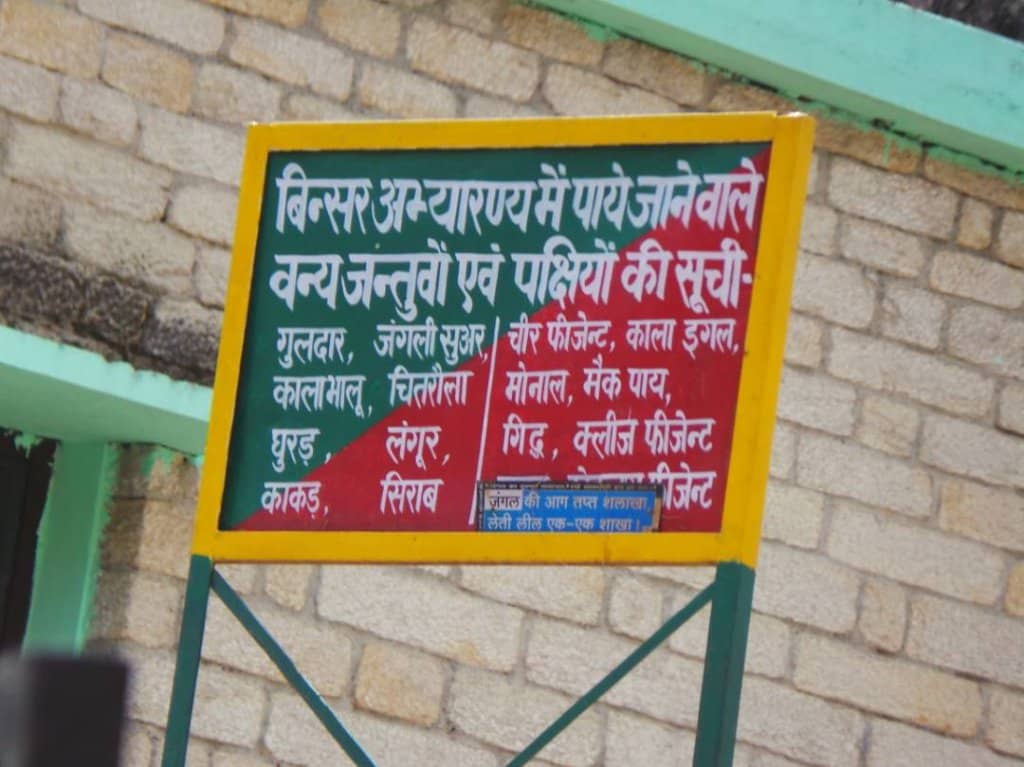 बिन्सर अभ्यारण्य में पाये जाने वाले
वन्य जन्तुवों एवं पक्षियों की सूची-
गुलदार, जंगली सुअर,
कालाभालू, चितरौला
घुरड़, लंगूर,
काकड़, सिराब
चीर फीजेन्ट, काला इगल,
मोनाल, मैक पाय,
गिद्ध, क्लीज फीजेन्ट
फीजेन्ट
जंगल की आग तप्त शलाखा,
लेती लील एक-एक शाखा।